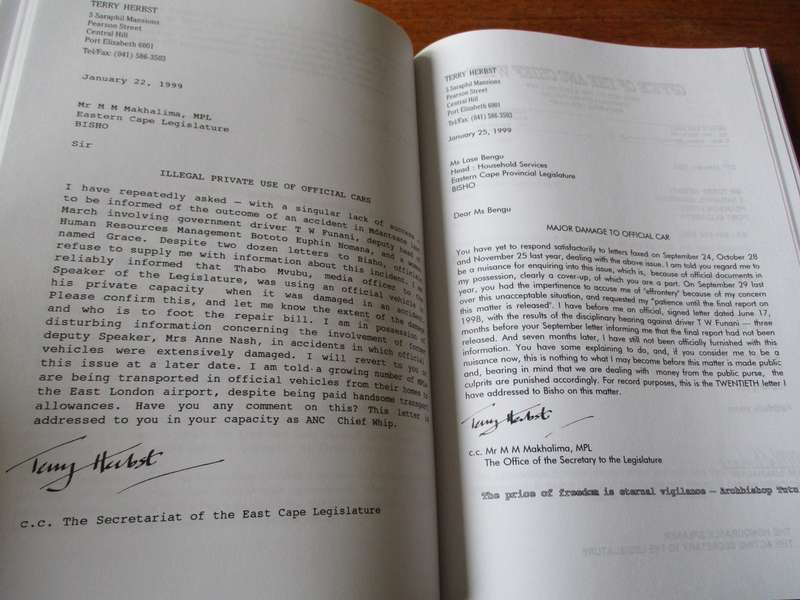 TERRY HERBST
5 Saraphil Mansions
Pearson Street
Central Hill
Port Elizabeth 6001
Tel/Fax: (041) 586-3503
January 22, 1999
Mr M M Makhalima, MPL
Eastern Cape Legislature
BISHO
Sir
ILLEGAL PRIVATE USE OF OFFICIAL CARS
I have repeatedly asked — with a singular lack of success —
to be informed of the outcome of an accident in Mdantsane last
March involving government driver T W Funani, deputy head of
Human Resources Management Bototo Euphin Nomana, and a woman
named Grace. Despite two dozen letters to Bisho, officials
refuse to supply me with information about this incident. I am
reliably informed that Thabo Mvubu, media officer to the
Speaker of the Legislature, was using an official vehicle in
his private capacity when it was damaged in an accident.
Please confirm this, and let me know the extent of the damage
and who is to foot the repair bill. I am in possession of
disturbing information concerning the involvement of former
deputy Speaker, Mrs Anne Nash, in accidents in which official
vehicles were extensively damaged. I will revert to you on
this issue at a later date. I am told a growing number of MPLs
are being transported in official vehicles from their homes to
the East London airport, despite being paid handsome transport
allowances. Have you any comment on this? This letter is
addressed to you in your capacity as ANC Chief Whip.
Terry Herbst
c.c. The Secretariat of the East Cape Legislature
TERRY HERBST
5 Saraphil Mansions
Pearson Street
Central Hill
Port Elizabeth 6001
Tel/Fax: (041) 586-3503
January 25, 1999
Ms Lose Bengu
Head : Household Services
Eastern Cape Provincial Legislature
BISHO
Dear Ms Bengu
MAJOR DAMAGE TO OFFICIAL CAR
You have yet to respond satisfactorily to letters faxed on September 24, October 28
and November 25 last year, dealing with the above issue. I am told you regard me to
be a nuisance for enquiring into this issue, which is, because of official documents in
my possession, clearly a cover-up, of which you are a part. On September 29 last
year, you had the impertinence to accuse me of 'effrontery' because of my concern
over this unacceptable situation, and requested my "patience until the final report on
this matter is released'. I have before me an official, signed letter dated June 17,
1998, with the results of the disciplinary hearing against driver T W Funani — three
months before your September letter informing me that the final report had not been
released. And seven months later, I have still not been officially furnished with this
information. You have some explaining to do, and, if you consider me to be a
nuisance now, this is nothing to what I may become before this matter is made public
and, bearing in mind that we are dealing with money from the public purse, the
culprits are punished accordingly. For record purposes, this is the TWENTIETH letter I
have addressed to Bisho on this matter.
Terry Herbst
c.c. Mr M M Makhalima, MPL
The Office of the Secretary to the Legislature
The price of freedom is eternal vigilance — Archbishop Tutu